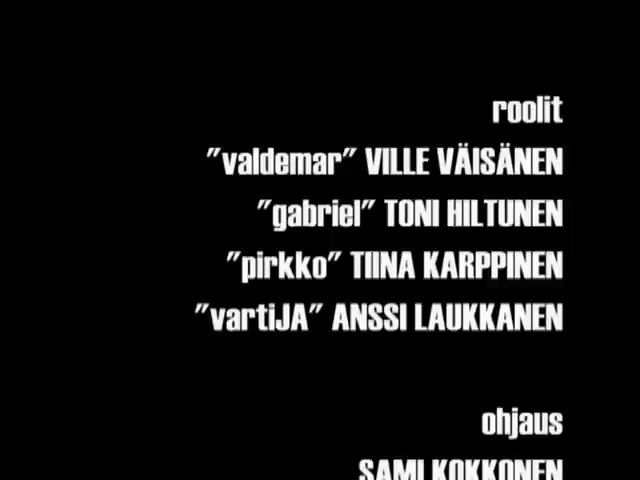 roolit
"valdemar" VILLE VÄISÄNEN
"gabriel" TONI HILTUNEN
"pirkko" TIINA KARPPINEN
"vartiJA" ANSSI LAUKKANEN
ohjaus
SAMI KOKKONEN